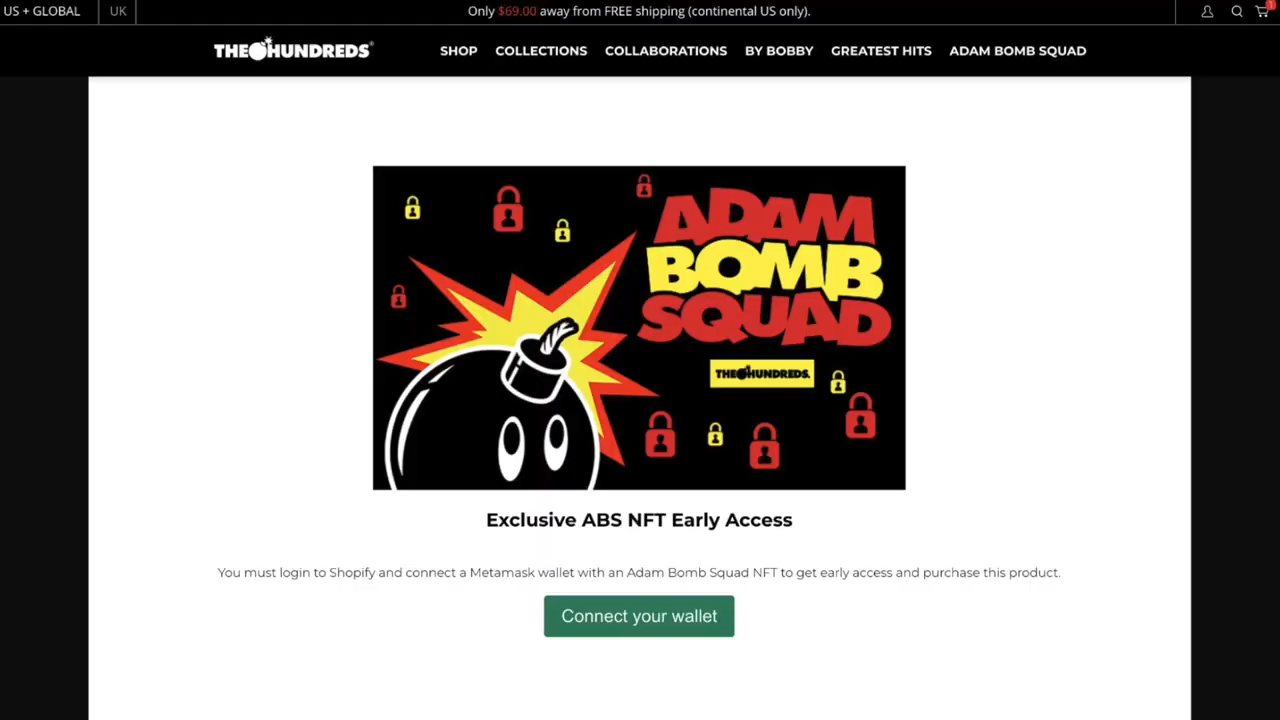 US + GLOBAL
UK
Only $69.00 away from FREE shipping (continental US only).
1
THE HUNDREDS®
SHOP
COLLECTIONS
COLLABORATIONS
BY BOBBY
GREATEST HITS
ADAM BOMB SQUAD
ADAM
BOMB
SQUAD
THE HUNDREDS.
Exclusive ABS NFT Early Access
You must login to Shopify and connect a Metamask wallet with an Adam Bomb Squad NFT to get early access and purchase this product.
Connect your wallet